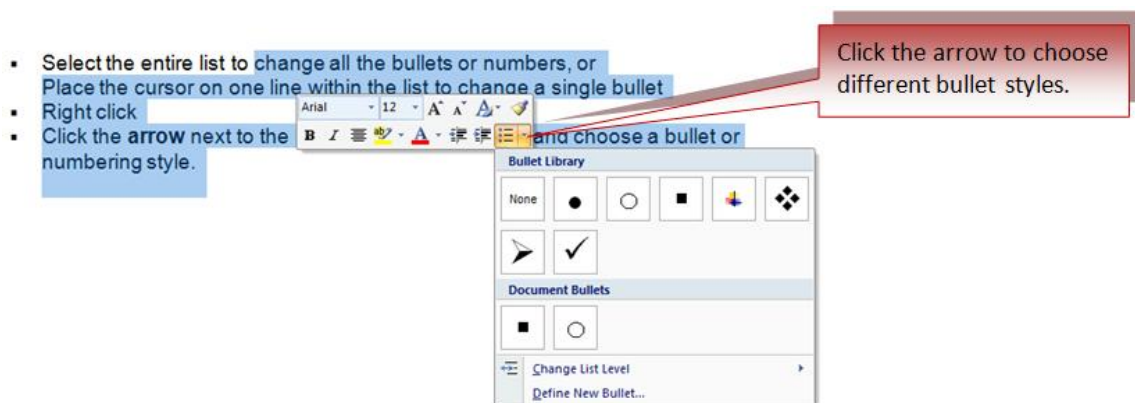 Select the entire list to change all the bullets or numbers, or
Place the cursor on one line within the list to change a single bullet
Right click
Click the arrow next to the
and choose a bullet or
numbering style.
Click the arrow to choose
different bullet styles.
Arial 12 A A A
B I ab A
Bullet Library
None
Document Bullets
Change List Level
Define New Bullet...